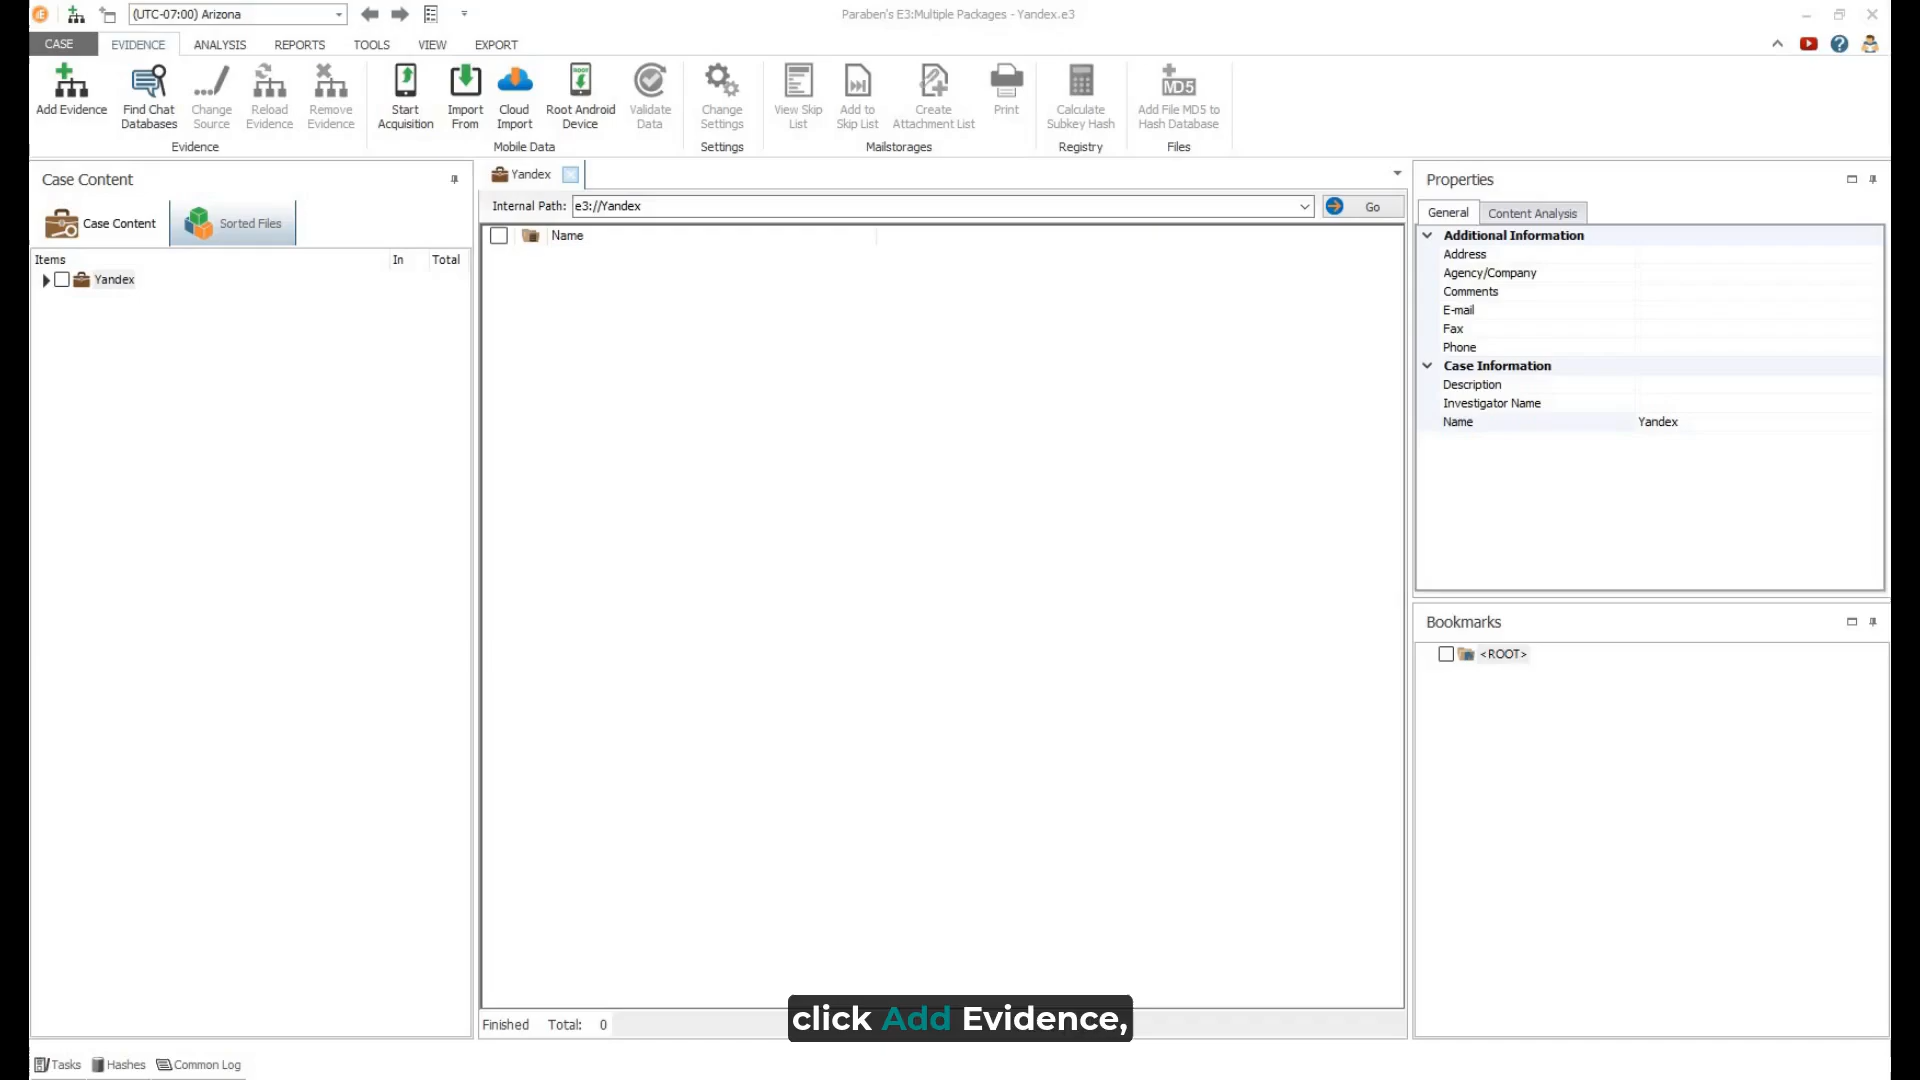 (UTC-07:00) Arizona
Paraben's E3:Multiple Packages - Yandex.e3
CASE EVIDENCE ANALYSIS REPORTS TOOLS VIEW EXPORT
Add Evidence
Find Chat
Databases
Change
Source
Reload
Evidence
Remove
Evidence
Evidence
Start
Acquisition
Import
From
Cloud
Import
ROOT
Root Android
Device
Validate
Data
Mobile Data
Change
Settings
Settings
View Skip
List
Add to
Skip List
Create
Attachment List
Print
Mailstorages
Calculate
Subkey Hash
Registry
MD5
Add File MD5 to
Hash Database
Files
Case Content
Case Content
Sorted Files
Items In Total
Yandex
Yandex
Internal Path: e3://Yandex Go
Name
Finished Total: 0
Properties
General Content Analysis
Additional Information
Address
Agency/Company
Comments
E-mail
Fax
Phone
Case Information
Description
Investigator Name
Name Yandex
Bookmarks
<ROOT>
click Add Evidence,
Tasks Hashes Common Log